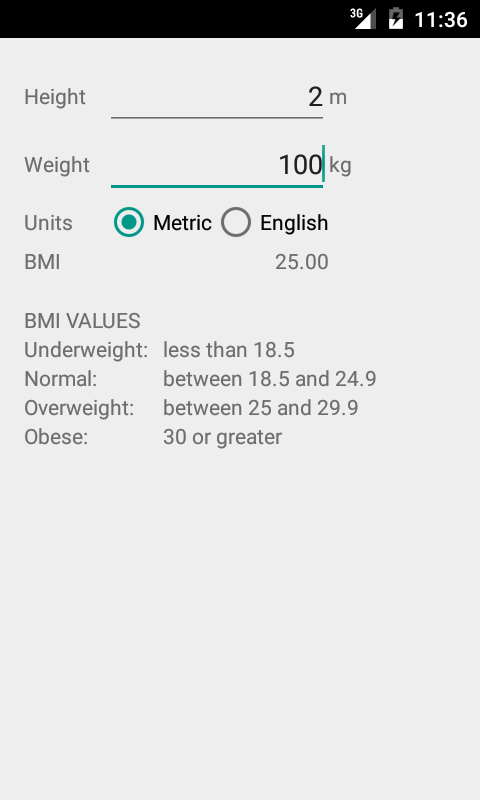 3G 11:36
Height 2 m
Weight 100 kg
Units Metric English
BMI 25.00
BMI VALUES
Underweight: less than 18.5
Normal: between 18.5 and 24.9
Overweight: between 25 and 29.9
Obese: 30 or greater